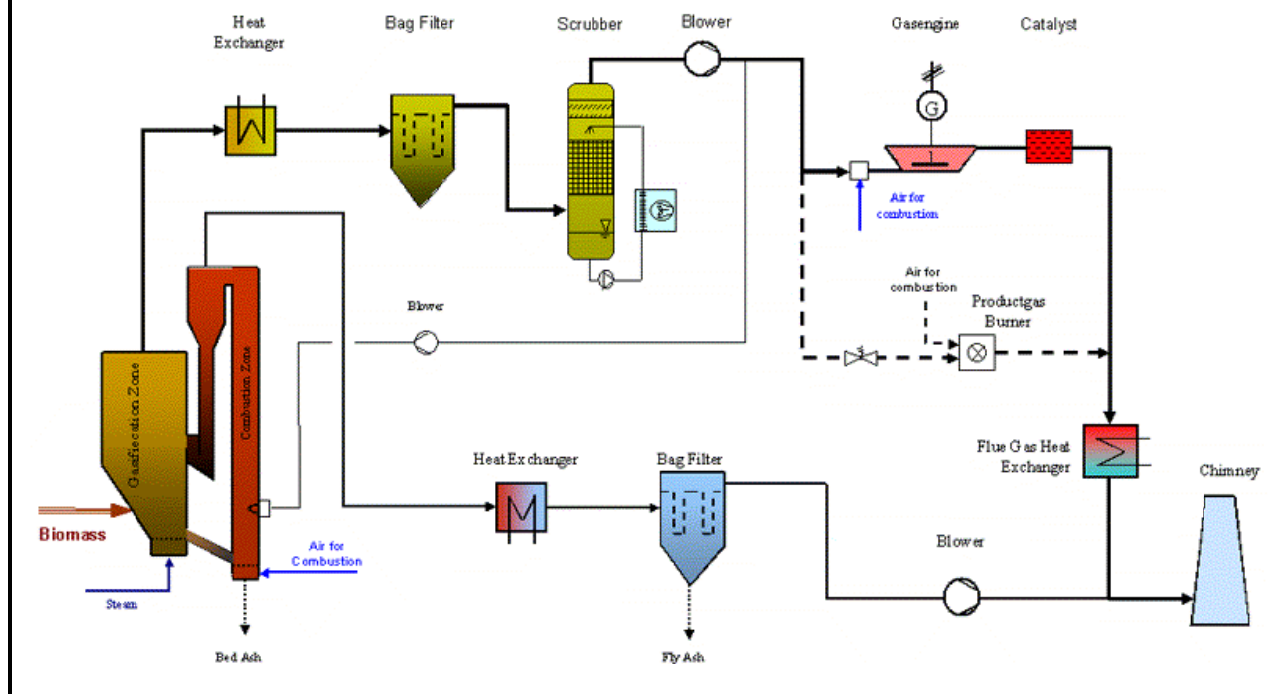 Heat
Exchanger
Bag Filter
Scrubber
Blower
Gasengine
Catalyst
G
Air for
combustion
Air for
combustion
Productgas
Burner
Blower
Gasifiecation Zone
Combustion Zone
Heat Exchanger
Bag Filter
Flue Gas Heat
Exchanger
Chimney
Biomass
Air for
Combustion
Blower
Steam
Bed Ash
Fly Ash